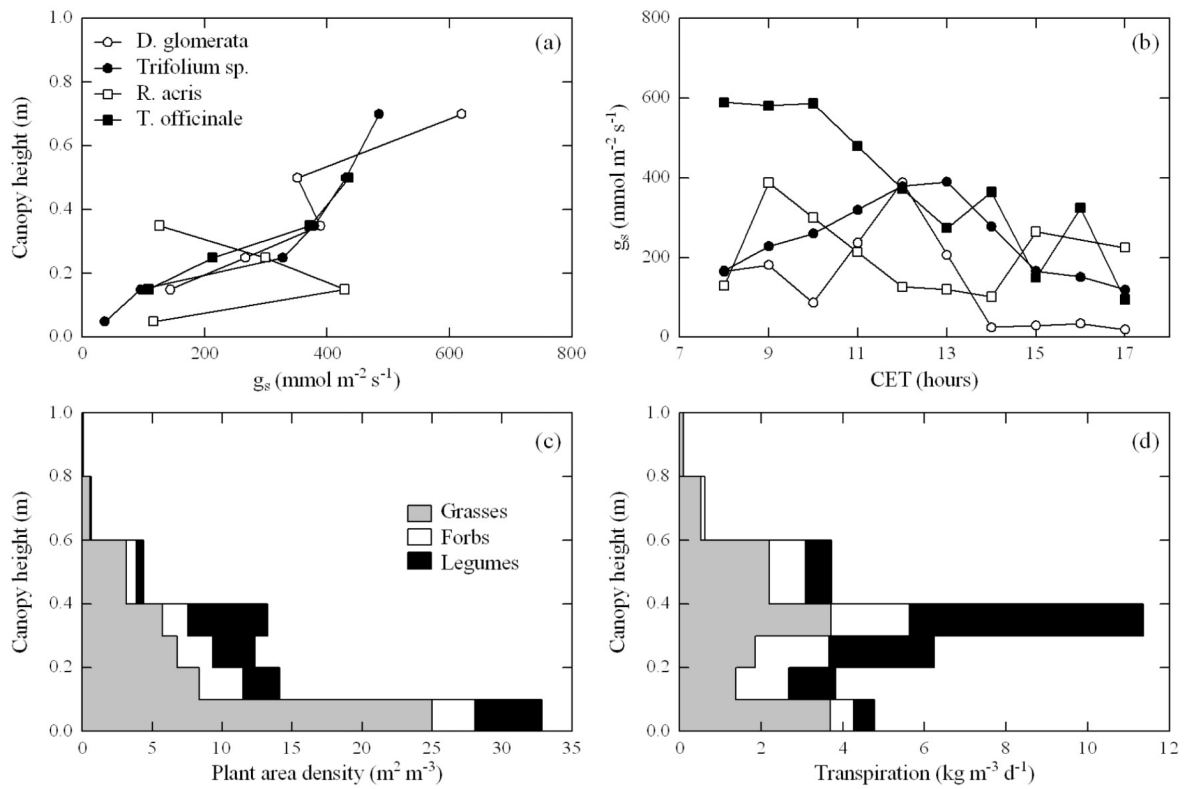 1.0
0.8
0.6
0.4
0.2
0.0
Canopy height (m)
(a)
D. glomerata
Trifolium sp.
R. acris
T. officinale
0 200 400 600 800
gₛ (mmol m⁻² s⁻¹)
800
600
400
200
0
gₛ (mmol m⁻² s⁻¹)
(b)
7 9 11 13 15 17
CET (hours)
1.0
0.8
0.6
0.4
0.2
0.0
Canopy height (m)
(c)
Grasses
Forbs
Legumes
0 5 10 15 20 25 30 35
Plant area density (m² m⁻³)
1.0
0.8
0.6
0.4
0.2
0.0
Canopy height (m)
(d)
0 2 4 6 8 10 12
Transpiration (kg m⁻³ d⁻¹)